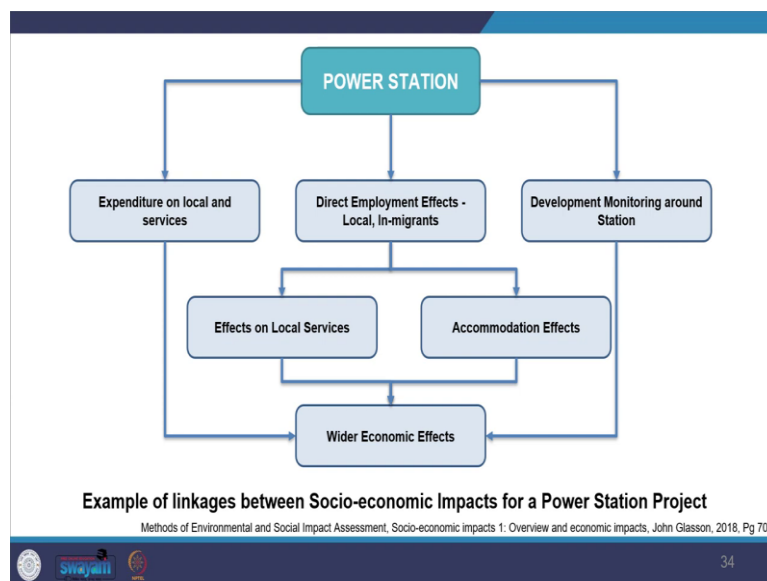 POWER STATION
Expenditure on local and
services
Direct Employment Effects -
Local, In-migrants
Development Monitoring around
Station
Effects on Local Services
Accommodation Effects
Wider Economic Effects
Example of linkages between Socio-economic Impacts for a Power Station Project
Methods of Environmental and Social Impact Assessment, Socio-economic impacts 1: Overview and economic impacts, John Glasson, 2018, Pg 70
swayam
34